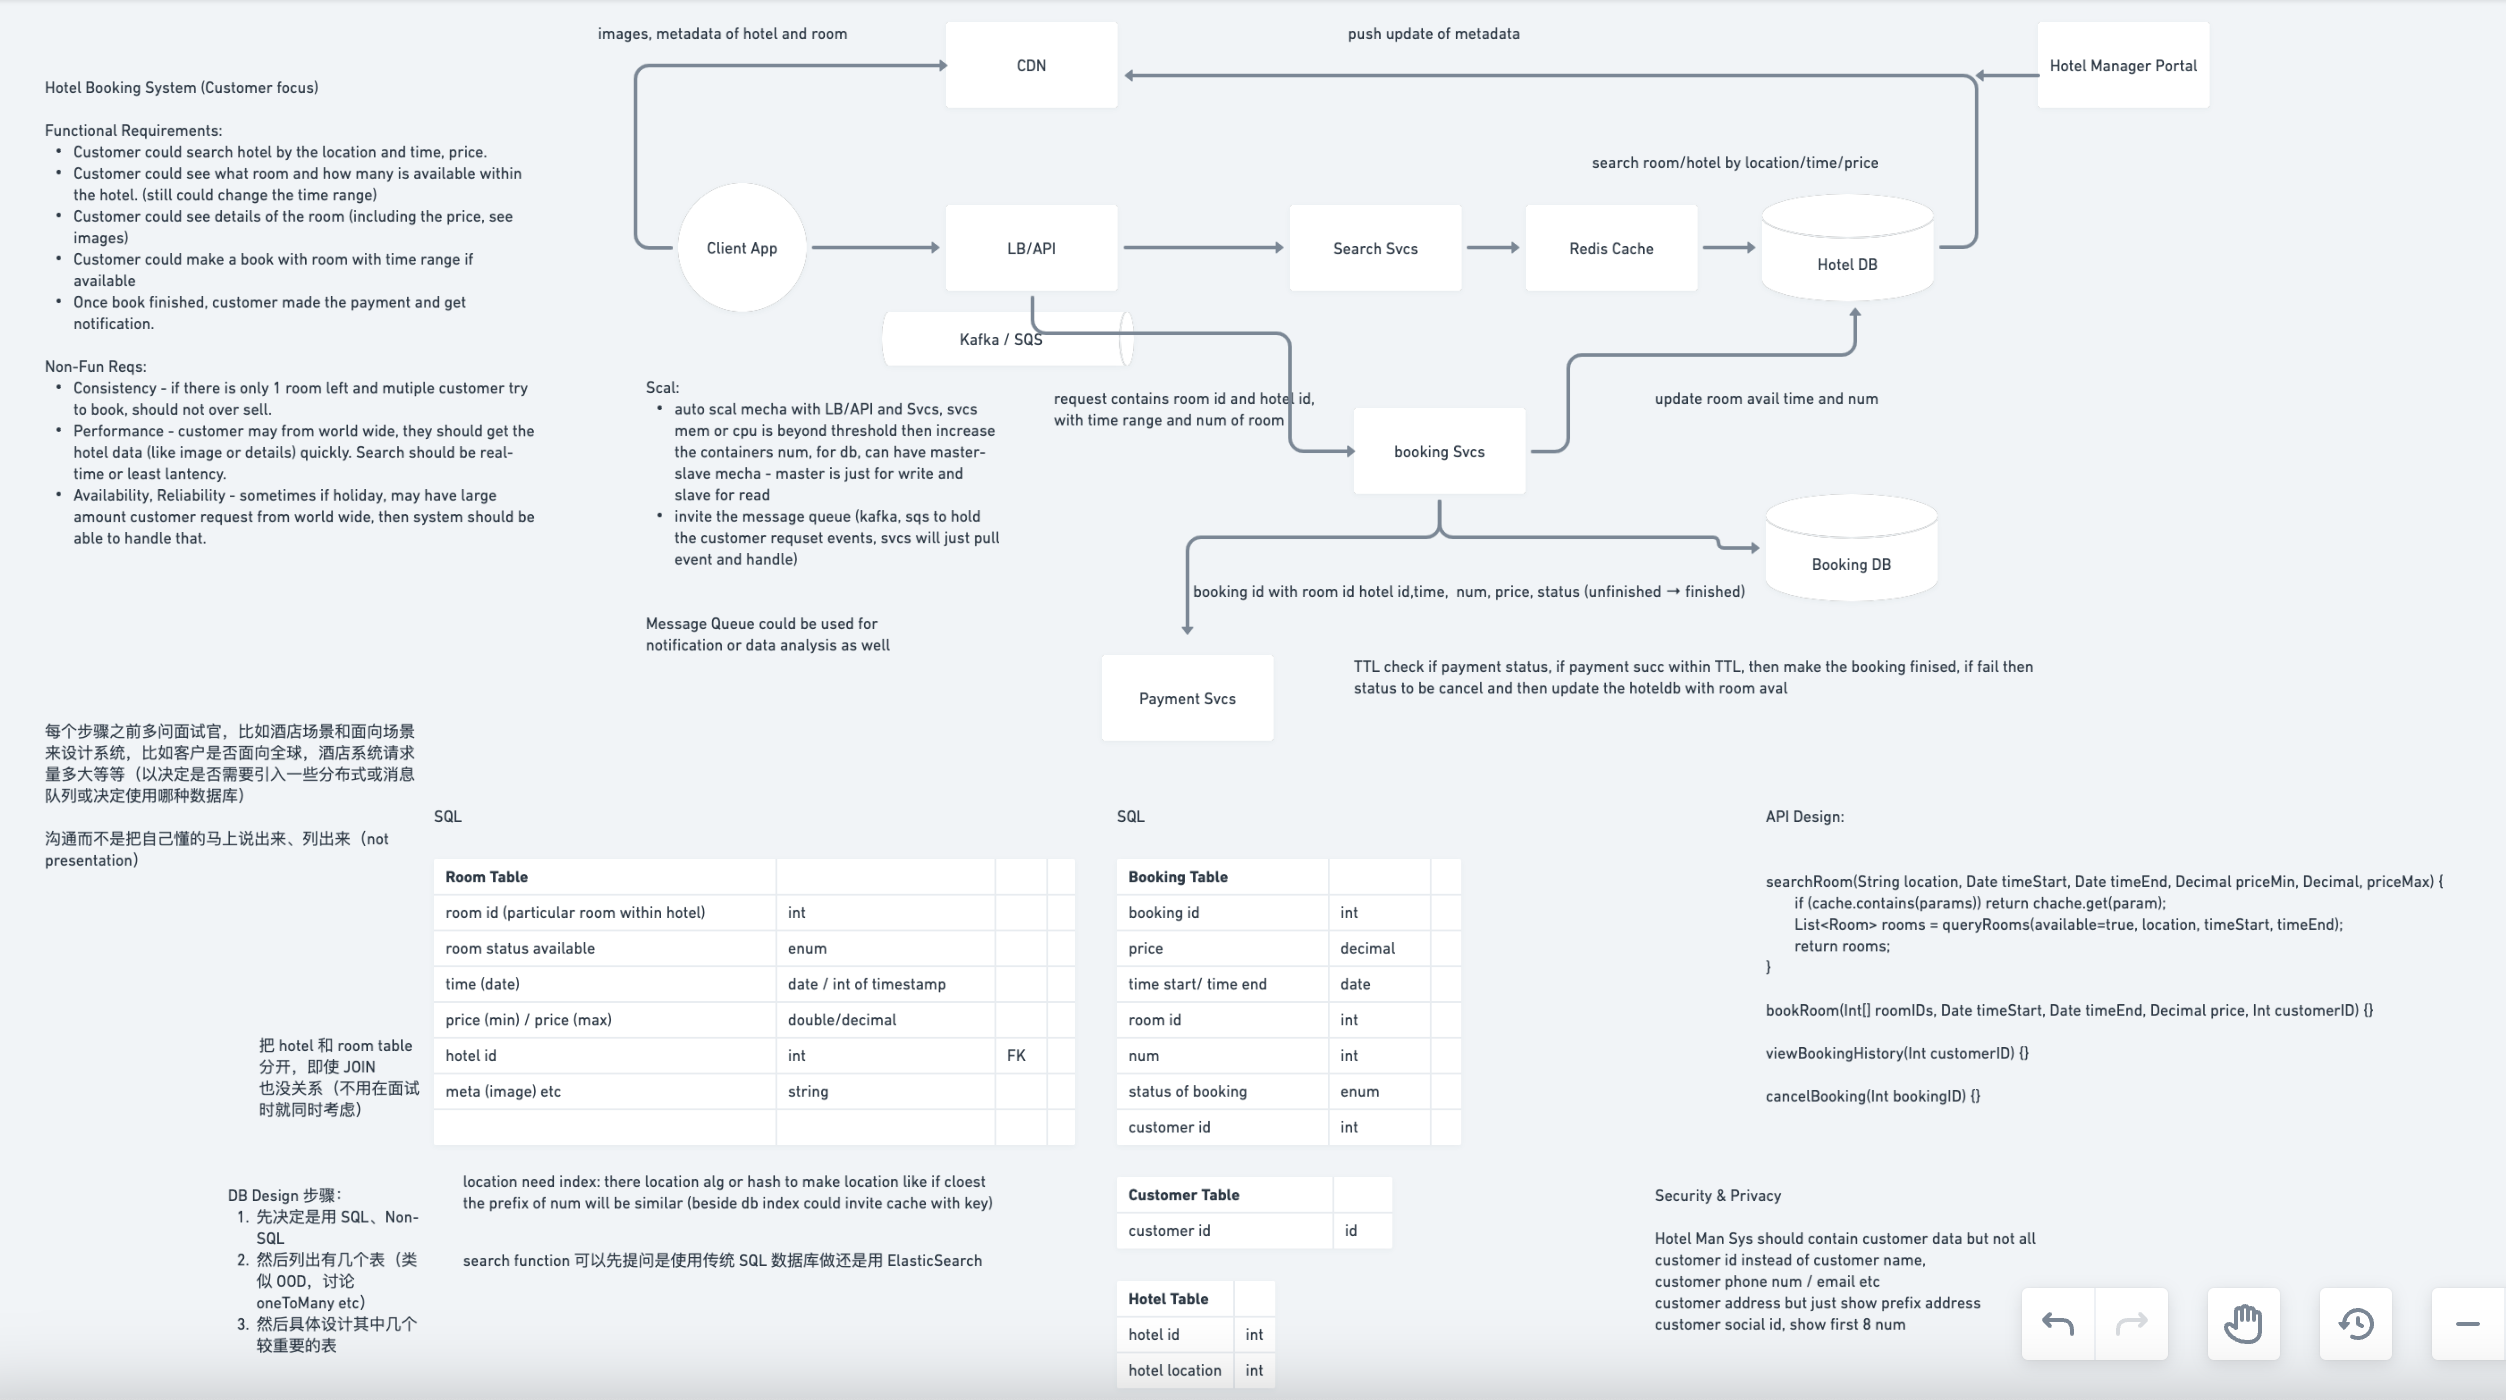 images, metadata of hotel and room
push update of metadata
CDN
Hotel Manager Portal
Hotel Booking System (Customer focus)
Functional Requirements:
• Customer could search hotel by the location and time, price.
• Customer could see what room and how many is available within
the hotel. (still could change the time range)
• Customer could see details of the room (including the price, see
images)
• Customer could make a book with room with time range if
available
• Once book finished, customer made the payment and get
notification.
Non-Fun Reqs:
• Consistency - if there is only 1 room left and mutiple customer try
to book, should not over sell.
• Performance - customer may from world wide, they should get the
hotel data (like image or details) quickly. Search should be real-
time or least lantency.
• Availability, Reliability - sometimes if holiday, may have large
amount customer request from world wide, then system should be
able to handle that.
search room/hotel by location/time/price
Client App
LB/API
Search Svcs
Redis Cache
Hotel DB
Kafka / SQS
Scal:
• auto scal mecha with LB/API and Svcs, svcs
mem or cpu is beyond threshold then increase
the containers num, for db, can have master-
slave mecha - master is just for write and
slave for read
• invite the message queue (kafka, sqs to hold
the customer requset events, svcs will just pull
event and handle)
Message Queue could be used for
notification or data analysis as well
request contains room id and hotel id,
with time range and num of room
booking Svcs
update room avail time and num
Booking DB
booking id with room id hotel id,time, num, price, status (unfinished → finished)
Payment Svcs
TTL check if payment status, if payment succ within TTL, then make the booking finised, if fail then
status to be cancel and then update the hoteldb with room aval
每个步骤之前多问面试官，比如酒店场景和面向场景
来设计系统，比如客户是否面向全球，酒店系统请求
量多大等等（以决定是否需要引入一些分布式或消息
队列或决定使用哪种数据库）
沟通而不是把自己懂的马上说出来、列出来（not
presentation）
把 hotel 和 room table
分开，即使 JOIN
也没关系（不用在面试
时就同时考虑）
DB Design 步骤：
1. 先决定是用 SQL、Non-
SQL
2. 然后列出有几个表（类
似 OOD，讨论
oneToMany etc）
3. 然后具体设计其中几个
较重要的表
SQL
Room Table
room id (particular room within hotel) int
room status available enum
time (date) date / int of timestamp
price (min) / price (max) double/decimal
hotel id int FK
meta (image) etc string
location need index: there location alg or hash to make location like if cloest
the prefix of num will be similar (beside db index could invite cache with key)
search function 可以先提问是使用传统 SQL 数据库做还是用 ElasticSearch
SQL
Booking Table
booking id int
price decimal
time start/ time end date
room id int
num int
status of booking enum
customer id int
Customer Table
customer id id
Hotel Table
hotel id int
hotel location int
API Design:
searchRoom(String location, Date timeStart, Date timeEnd, Decimal priceMin, Decimal, priceMax) {
if (cache.contains(params)) return chache.get(param);
List<Room> rooms = queryRooms(available=true, location, timeStart, timeEnd);
return rooms;
}
bookRoom(Int[] roomIDs, Date timeStart, Date timeEnd, Decimal price, Int customerID) {}
viewBookingHistory(Int customerID) {}
cancelBooking(Int bookingID) {}
Security & Privacy
Hotel Man Sys should contain customer data but not all
customer id instead of customer name,
customer phone num / email etc
customer address but just show prefix address
customer social id, show first 8 num